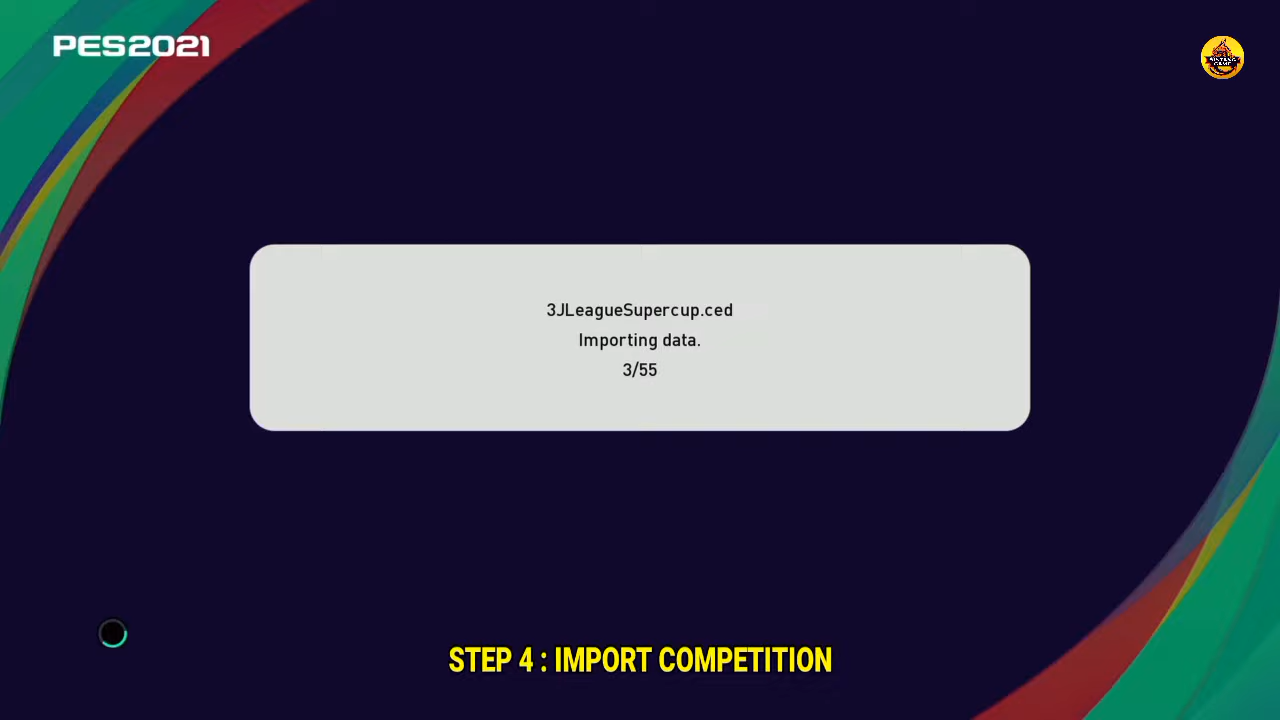 PES2021
3JLeagueSupercup.ced
Importing data.
3/55
STEP 4 : IMPORT COMPETITION